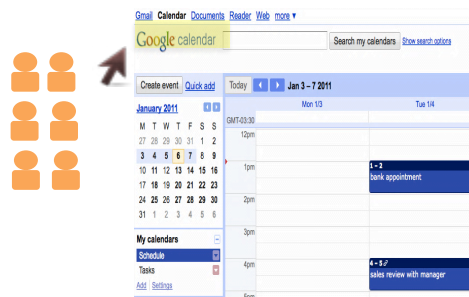 Gmail Calendar Documents Reader Web more ▼
Google calendar
Search my calendars Show search options
Create event Quick add
Today Jan 3 – 7 2011
January 2011
Mon 1/3 Tue 1/4
M T W T F S S
GMT-03:30
27 28 29 30 31 1 2
12pm
3 4 5 6 7 8 9
10 11 12 13 14 15 16
1pm
1 – 2
bank appointment
17 18 19 20 21 22 23
24 25 26 27 28 29 30
2pm
31 1 2 3 4 5 6
3pm
My calendars
Schedule
4pm
4 – 5
sales review with manager
Tasks
Add Settings
5pm